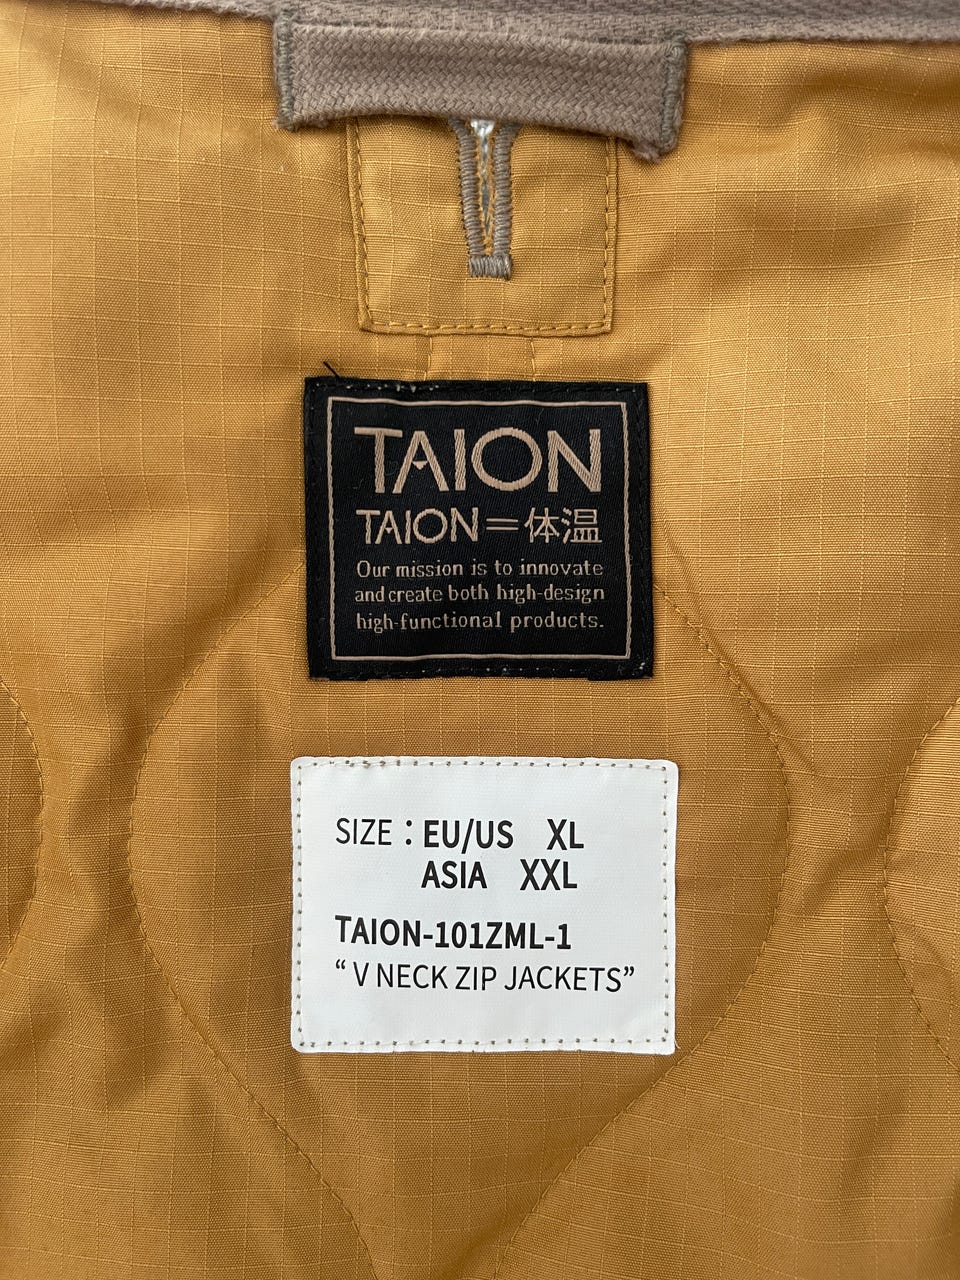 TAION
TAION=体温
Our mission is to innovate
and create both high-design
high-functional products.
SIZE : EU/US XL
ASIA XXL
TAION-101ZML-1
“ V NECK ZIP JACKETS”